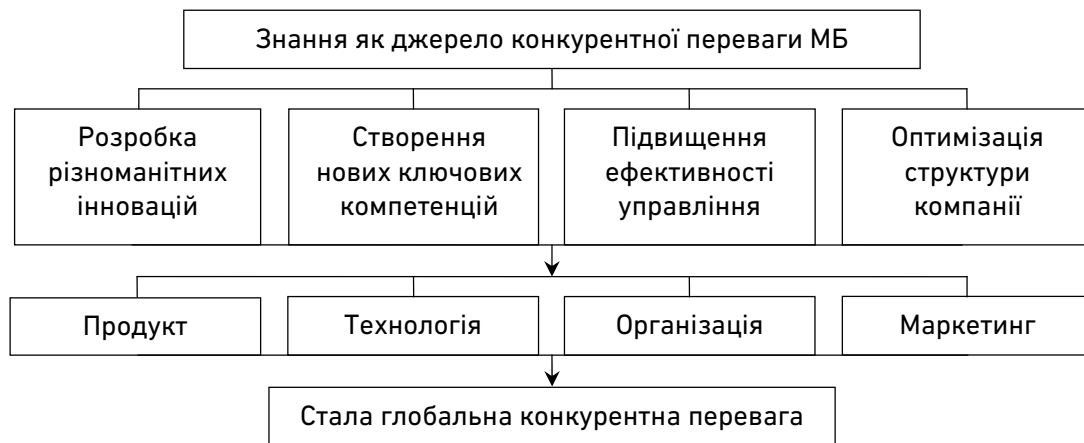 Знання як джерело конкурентної переваги МБ
Розробка
різноманітних
інновацій
Створення
нових ключових
компетенцій
Підвищення
ефективності
управління
Оптимізація
структури
компанії
Продукт
Технологія
Організація
Маркетинг
Стала глобальна конкурентна перевага